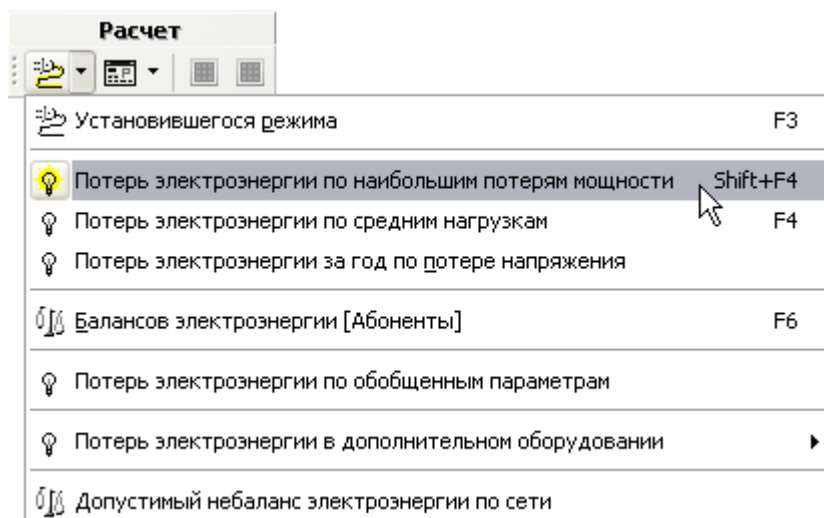 Расчет
Установившегося режима F3
Потерь электроэнергии по наибольшим потерям мощности Shift+F4
Потерь электроэнергии по средним нагрузкам F4
Потерь электроэнергии за год по потере напряжения
Балансов электроэнергии [Абоненты] F6
Потерь электроэнергии по обобщенным параметрам
Потерь электроэнергии в дополнительном оборудовании
Допустимый небаланс электроэнергии по сети